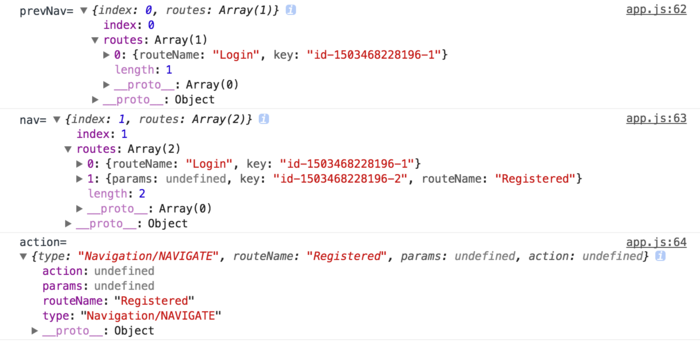 prevNav= ▼{index: 0, routes: Array(1)} i app.js:62
index: 0
▼routes: Array(1)
▶0: {routeName: "Login", key: "id-1503468228196-1"}
length: 1
▶__proto__: Array(0)
▶__proto__: Object
nav= ▼{index: 1, routes: Array(2)} i app.js:63
index: 1
▼routes: Array(2)
▶0: {routeName: "Login", key: "id-1503468228196-1"}
▶1: {params: undefined, key: "id-1503468228196-2", routeName: "Registered"}
length: 2
▶__proto__: Array(0)
▶__proto__: Object
action= app.js:64
▼{type: "Navigation/NAVIGATE", routeName: "Registered", params: undefined, action: undefined} i
action: undefined
params: undefined
routeName: "Registered"
type: "Navigation/NAVIGATE"
▶__proto__: Object